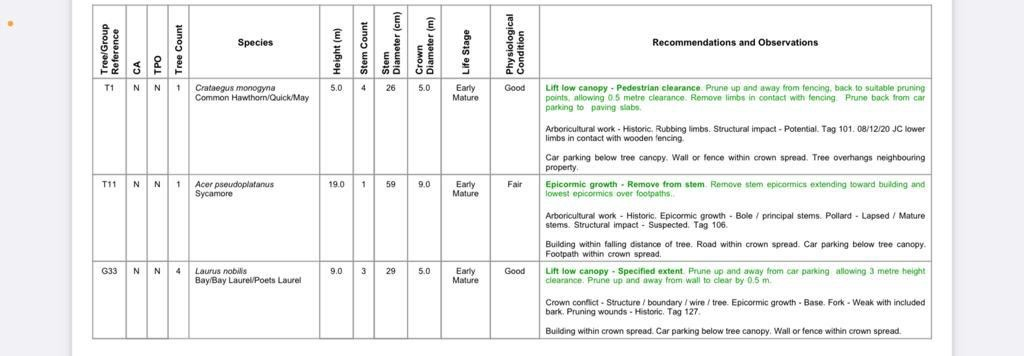 Tree/Group Reference CA TPO Tree Count Species Height (m) Stem Count Stem Diameter (cm) Crown Diameter (m) Life Stage Physiological Condition Recommendations and Observations
T1 N N 1 Crataegus monogyna 5.0 4 26 5.0 Early Good Lift low canopy - Pedestrian clearance. Prune up and away from fencing, back to suitable pruning
Common Hawthorn/Quick/May Mature points, allowing 0.5 metre clearance. Remove limbs in contact with fencing. Prune back from car
parking to paving slabs.
Arboricultural work - Historic. Rubbing limbs. Structural impact - Potential. Tag 101. 08/12/20 JC lower
limbs in contact with wooden fencing.
Car parking below tree canopy. Wall or fence within crown spread. Tree overhangs neighbouring
property.
T11 N N 1 Acer pseudoplatanus 19.0 1 59 9.0 Early Fair Epicormic growth - Remove from stem. Remove stem epicormics extending toward building and
Sycamore Mature lowest epicormics over footpaths..
Arboricultural work - Historic. Epicormic growth - Bole / principal stems. Pollard - Lapsed / Mature
stems. Structural impact - Suspected. Tag 106.
Building within falling distance of tree. Road within crown spread. Car parking below tree canopy.
Footpath within crown spread.
G33 N N 4 Laurus nobilis 9.0 3 29 5.0 Early Good Lift low canopy - Specified extent. Prune up and away from car parking allowing 3 metre height
Bay/Bay Laurel/Poets Laurel Mature clearance. Prune up and away from wall to clear by 0.5 m.
Crown conflict - Structure / boundary / wire / tree. Epicormic growth - Base. Fork - Weak with included
bark. Pruning wounds - Historic. Tag 127.
Building within crown spread. Car parking below tree canopy. Wall or fence within crown spread.